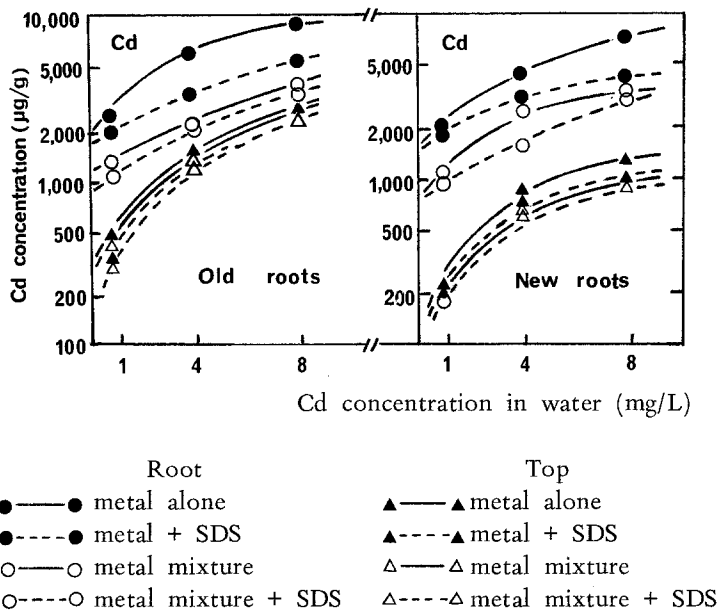 10,000
5,000
2,000
1,000
500
200
100
Cd concentration (µg/g)
Cd
Old roots
1 4 8
5,000
2,000
1,000
500
200
Cd
New roots
1 4 8
Cd concentration in water (mg/L)
Root
metal alone
metal + SDS
metal mixture
metal mixture + SDS
Top
metal alone
metal + SDS
metal mixture
metal mixture + SDS